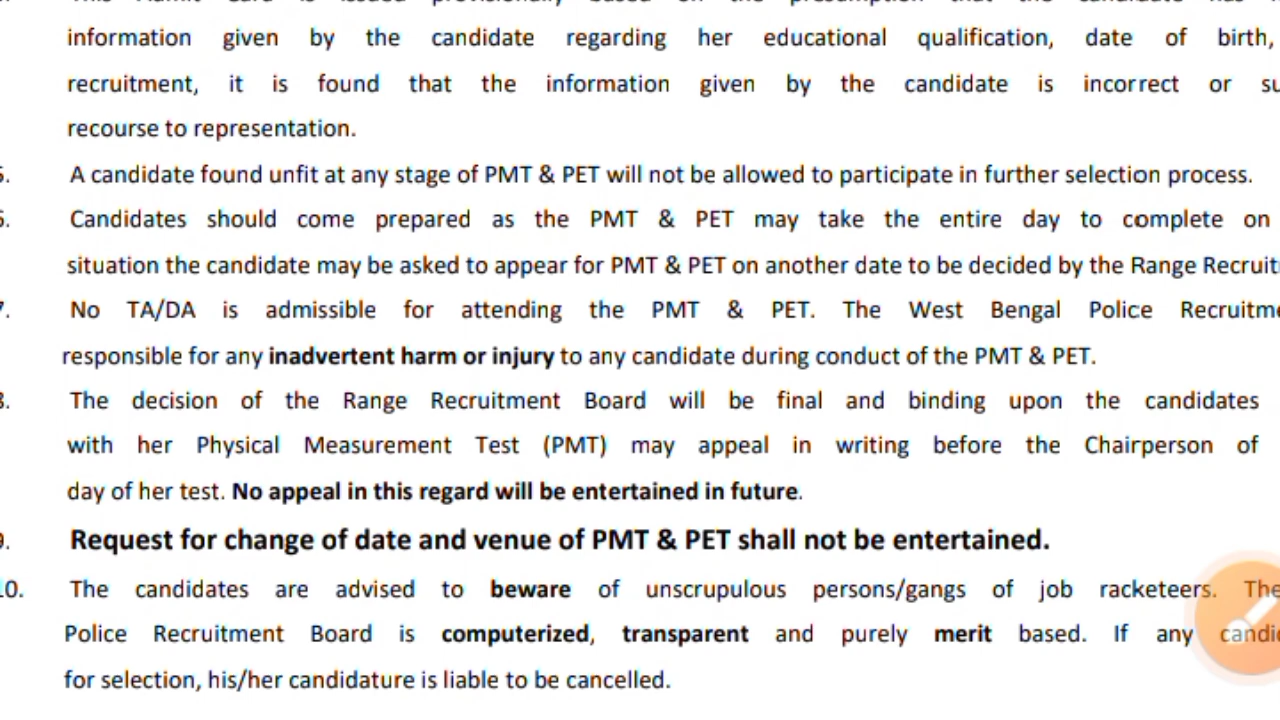 information given by the candidate regarding her educational qualification, date of birth,
recruitment, it is found that the information given by the candidate is incorrect or
recourse to representation.
A candidate found unfit at any stage of PMT & PET will not be allowed to participate in further selection process.
Candidates should come prepared as the PMT & PET may take the entire day to complete on
situation the candidate may be asked to appear for PMT & PET on another date to be decided by the Range
7. No TA/DA is admissible for attending the PMT & PET. The West Bengal Police
responsible for any inadvertent harm or injury to any candidate during conduct of the PMT & PET.
8. The decision of the Range Recruitment Board will be final and binding upon the candidates
with her Physical Measurement Test (PMT) may appeal in writing before the Chairperson of
day of her test. No appeal in this regard will be entertained in future.
9. Request for change of date and venue of PMT & PET shall not be entertained.
10. The candidates are advised to beware of unscrupulous persons/gangs of job racketeers. The
Police Recruitment Board is computerized, transparent and purely merit based. If any
for selection, his/her candidature is liable to be cancelled.